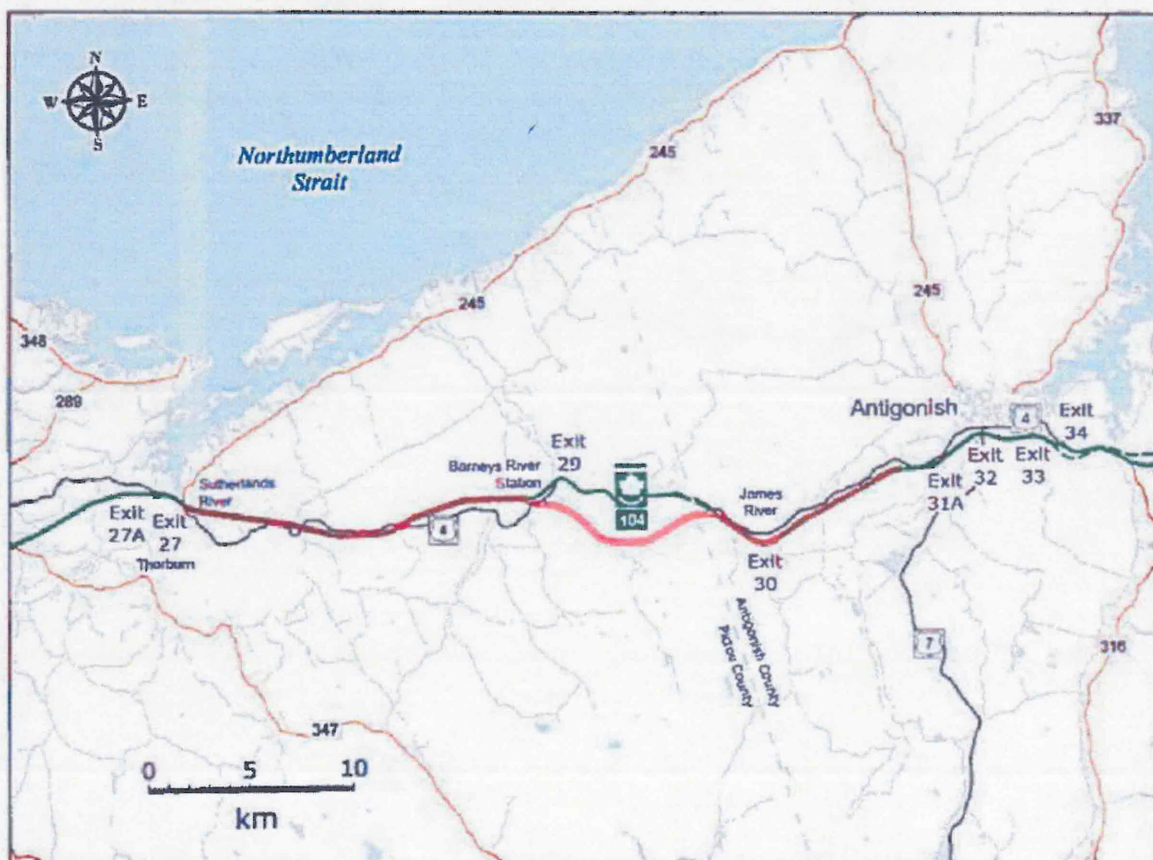 N
W E
S
Northumberland
Strait
245
337
245
245
348
289
Antigonish
4
Exit
34
Exit
29
Barneys River
Station
Exit
32
Exit
33
Sutherlands
River
James
River
Exit
31A
104
Exit
27A
Exit
27
4
Thorburn
Exit
30
Antigonish County
Pictou County
7
316
347
0 5 10
km